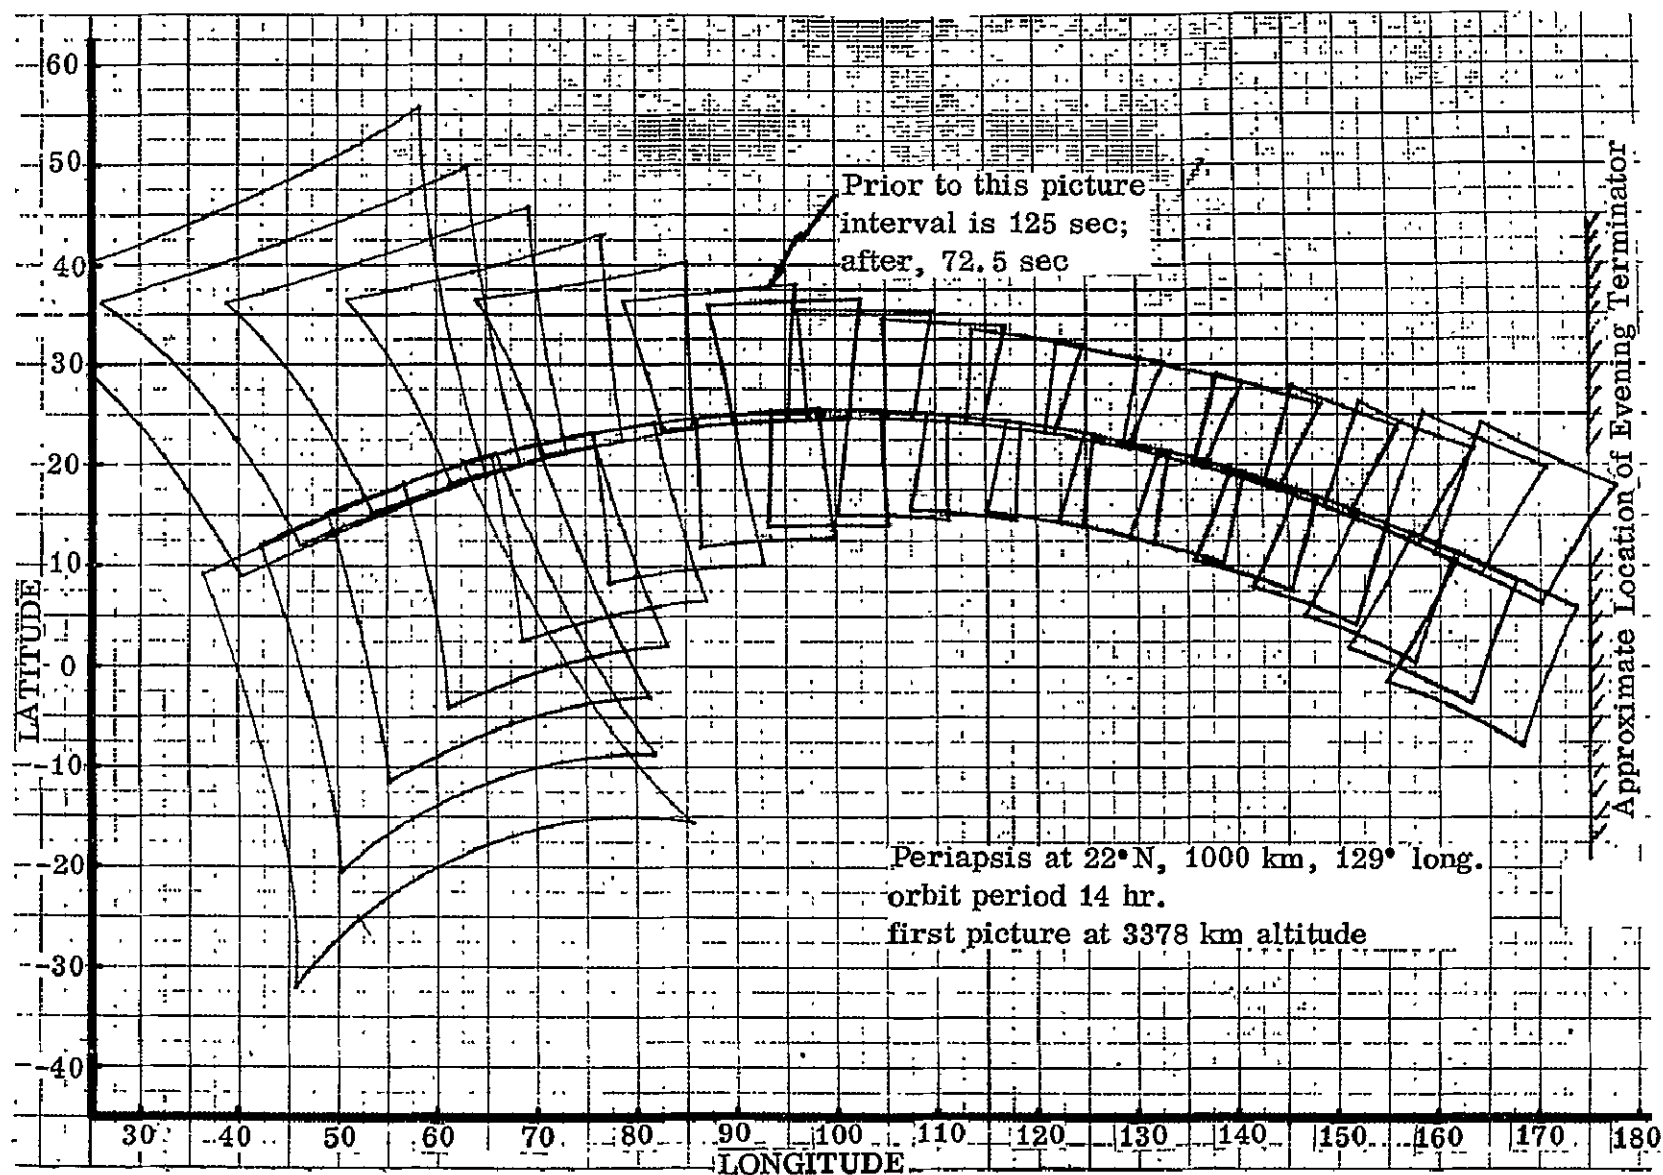 60
50
40
30
20
10
0
-10
-20
-30
-40
LATITUDE
Prior to this picture
interval is 125 sec;
after, 72.5 sec
Approximate Location of Evening Terminator
Periapsis at 22° N, 1000 km, 129° long.
orbit period 14 hr.
first picture at 3378 km altitude
30 40 50 60 70 80 90 100 110 120 130 140 150 160 170 180
LONGITUDE